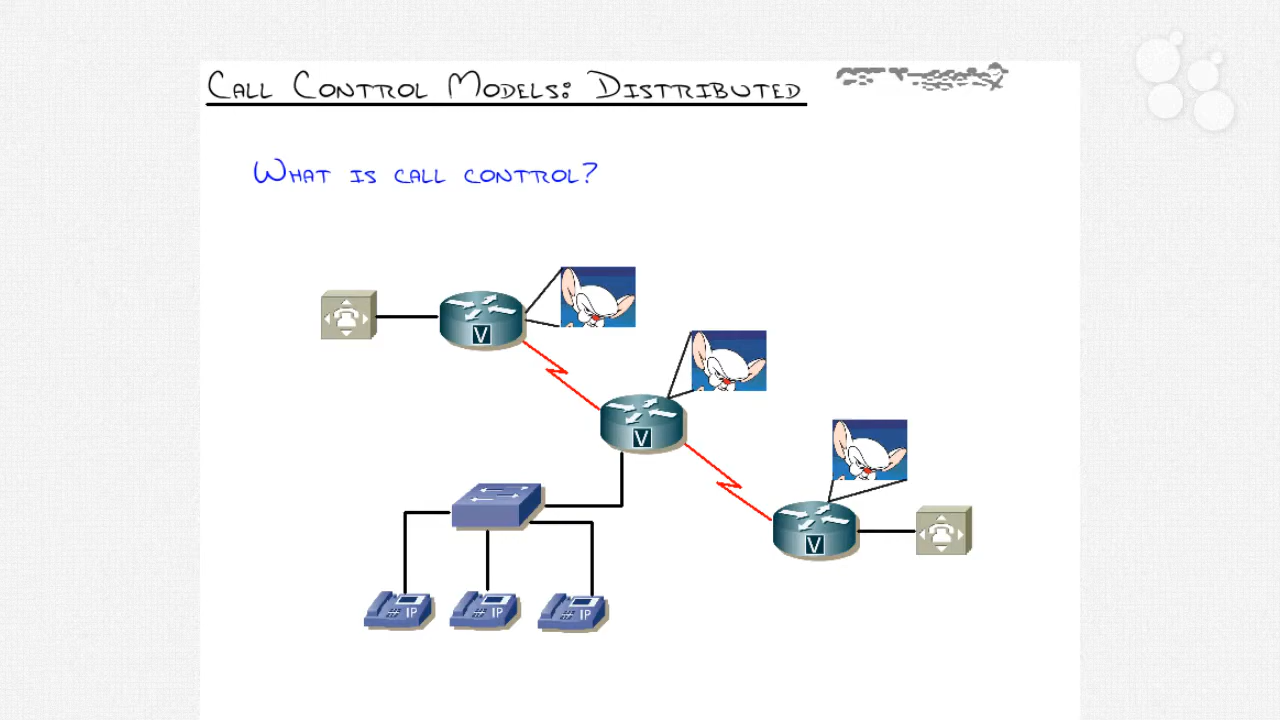 Call Control Models: Distributed
What is call control?
V
V
V
IP
IP
IP